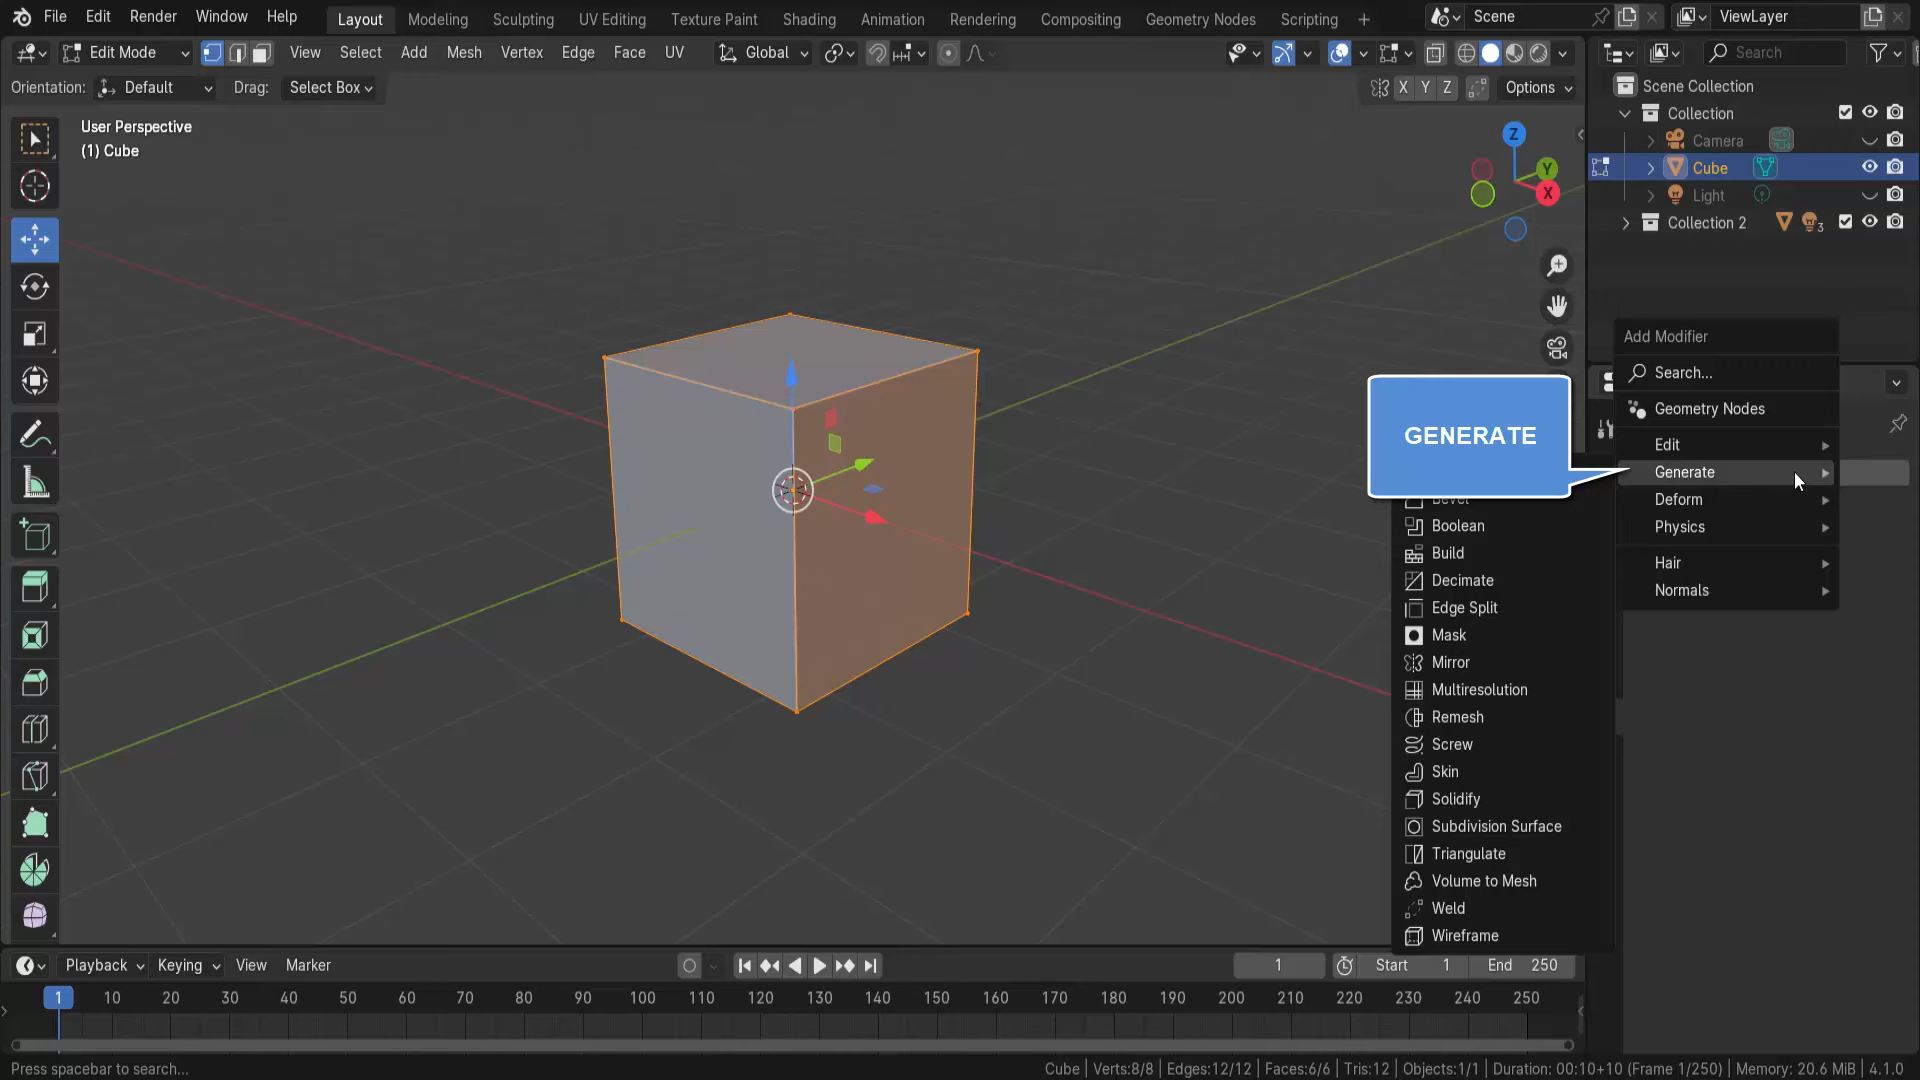 File Edit Render Window Help Layout Modeling Sculpting UV Editing Texture Paint Shading Animation Rendering Compositing Geometry Nodes Scripting + Scene ViewLayer
Edit Mode View Select Add Mesh Vertex Edge Face UV Global Search
Orientation: Default Drag: Select Box X Y Z Options
Scene Collection
Collection
Camera
Cube
Light
Collection 2 3
User Perspective
(1) Cube
Z
Y
X
Add Modifier
Search...
Geometry Nodes
Edit
Generate
Deform
Physics
Hair
Normals
GENERATE
Bevel
Boolean
Build
Decimate
Edge Split
Mask
Mirror
Multiresolution
Remesh
Screw
Skin
Solidify
Subdivision Surface
Triangulate
Volume to Mesh
Weld
Wireframe
Playback Keying View Marker 1 Start 1 End 250
1 10 20 30 40 50 60 70 80 90 100 110 120 130 140 150 160 170 180 190 200 210 220 230 240 250
Press spacebar to search... Cube | Verts:8/8 | Edges:12/12 | Faces:6/6 | Tris:12 | Objects:1/1 | Duration: 00:10+10 (Frame 1/250) | Memory: 20.6 MiB | 4.1.0